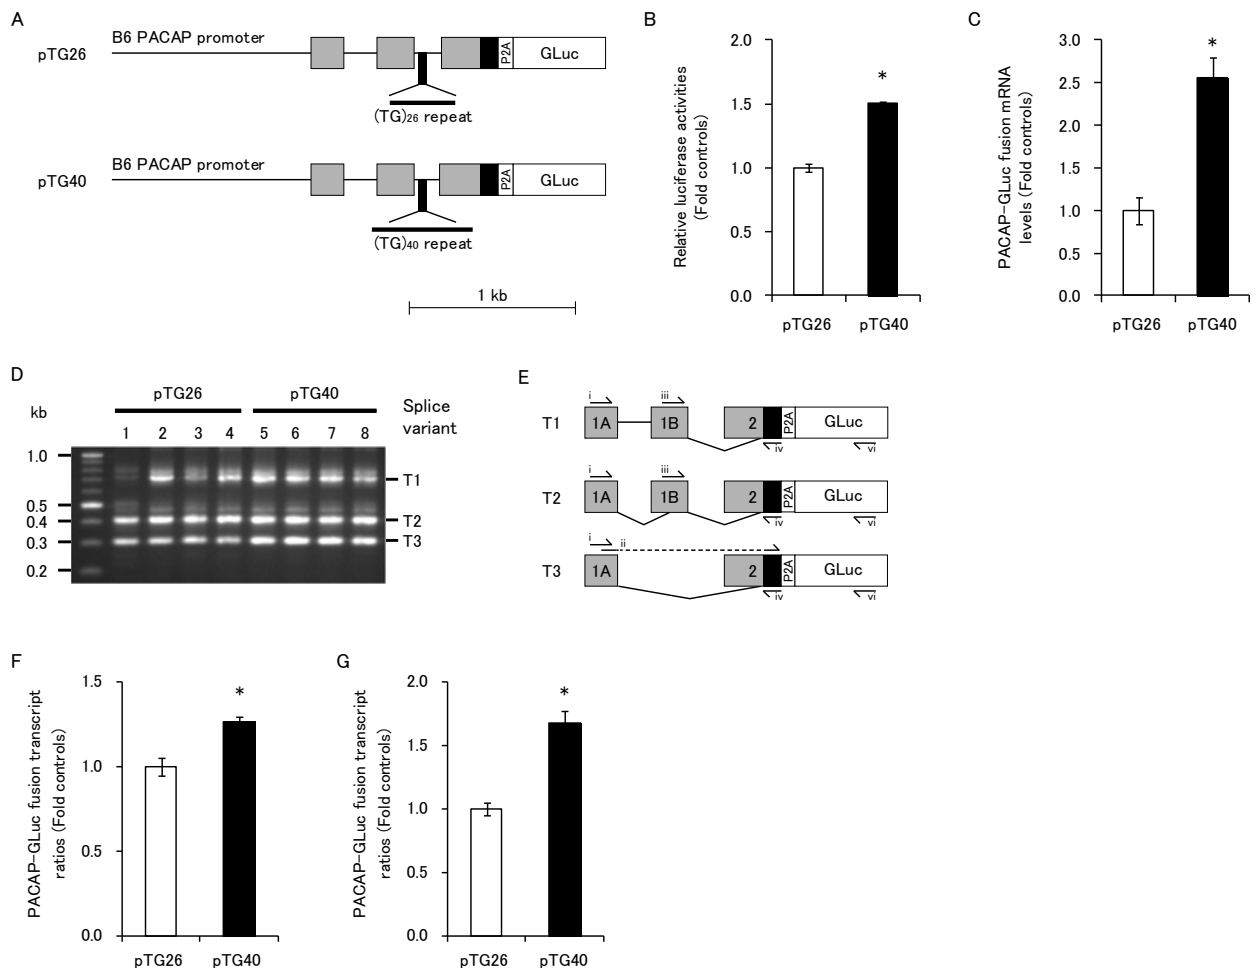 A
B6 PACAP promoter
pTG26
P2A
GLuc
(TG)26 repeat
B6 PACAP promoter
pTG40
P2A
GLuc
(TG)40 repeat
1 kb
B
Relative luciferase activities
(Fold controls)
2.0
1.5
1.0
0.5
0.0
*
pTG26 pTG40
C
PACAP-GLuc fusion mRNA
levels (Fold controls)
3.0
2.5
2.0
1.5
1.0
0.5
0.0
*
pTG26 pTG40
D
pTG26 pTG40
kb
1 2 3 4 5 6 7 8
Splice
variant
1.0
0.5
0.4
0.3
0.2
T1
T2
T3
E
i iii
T1 1A 1B 2 P2A GLuc
iv vi
i iii
T2 1A 1B 2 P2A GLuc
iv vi
i ii
T3 1A 2 P2A GLuc
iv vi
F
PACAP-GLuc fusion transcript
ratios (Fold controls)
1.5
1.0
0.5
0.0
*
pTG26 pTG40
G
PACAP-GLuc fusion transcript
ratios (Fold controls)
2.0
1.5
1.0
0.5
0.0
*
pTG26 pTG40